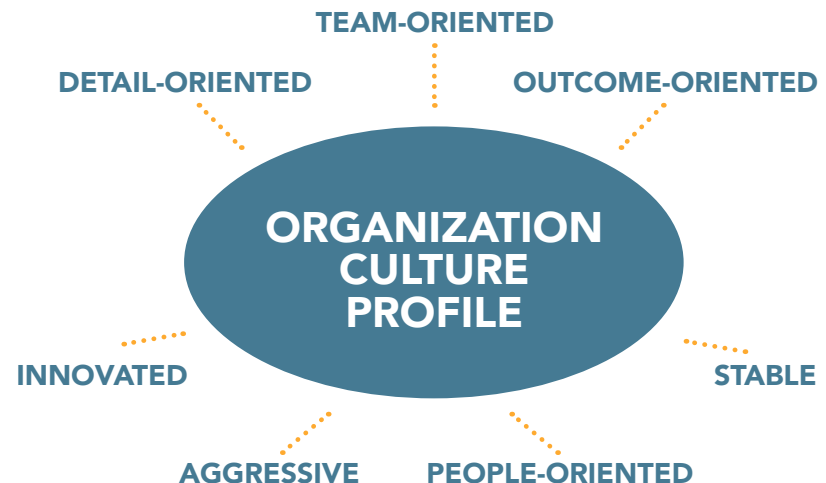 TEAM-ORIENTED
DETAIL-ORIENTED
OUTCOME-ORIENTED
ORGANIZATION
CULTURE
PROFILE
INNOVATED
STABLE
AGGRESSIVE
PEOPLE-ORIENTED